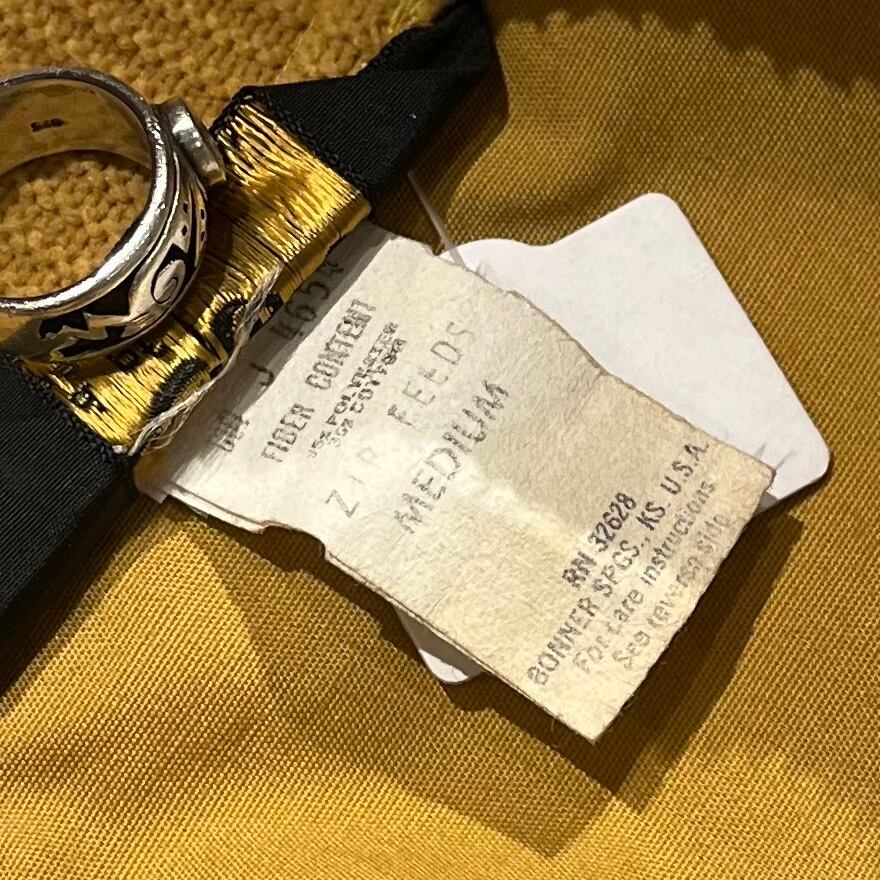 FIBER CONTENT
ZIP FEEDS
MEDIUM
RN 32628
BONNER SPGS., KS. U.S.A.
For care instructions
See reverse side